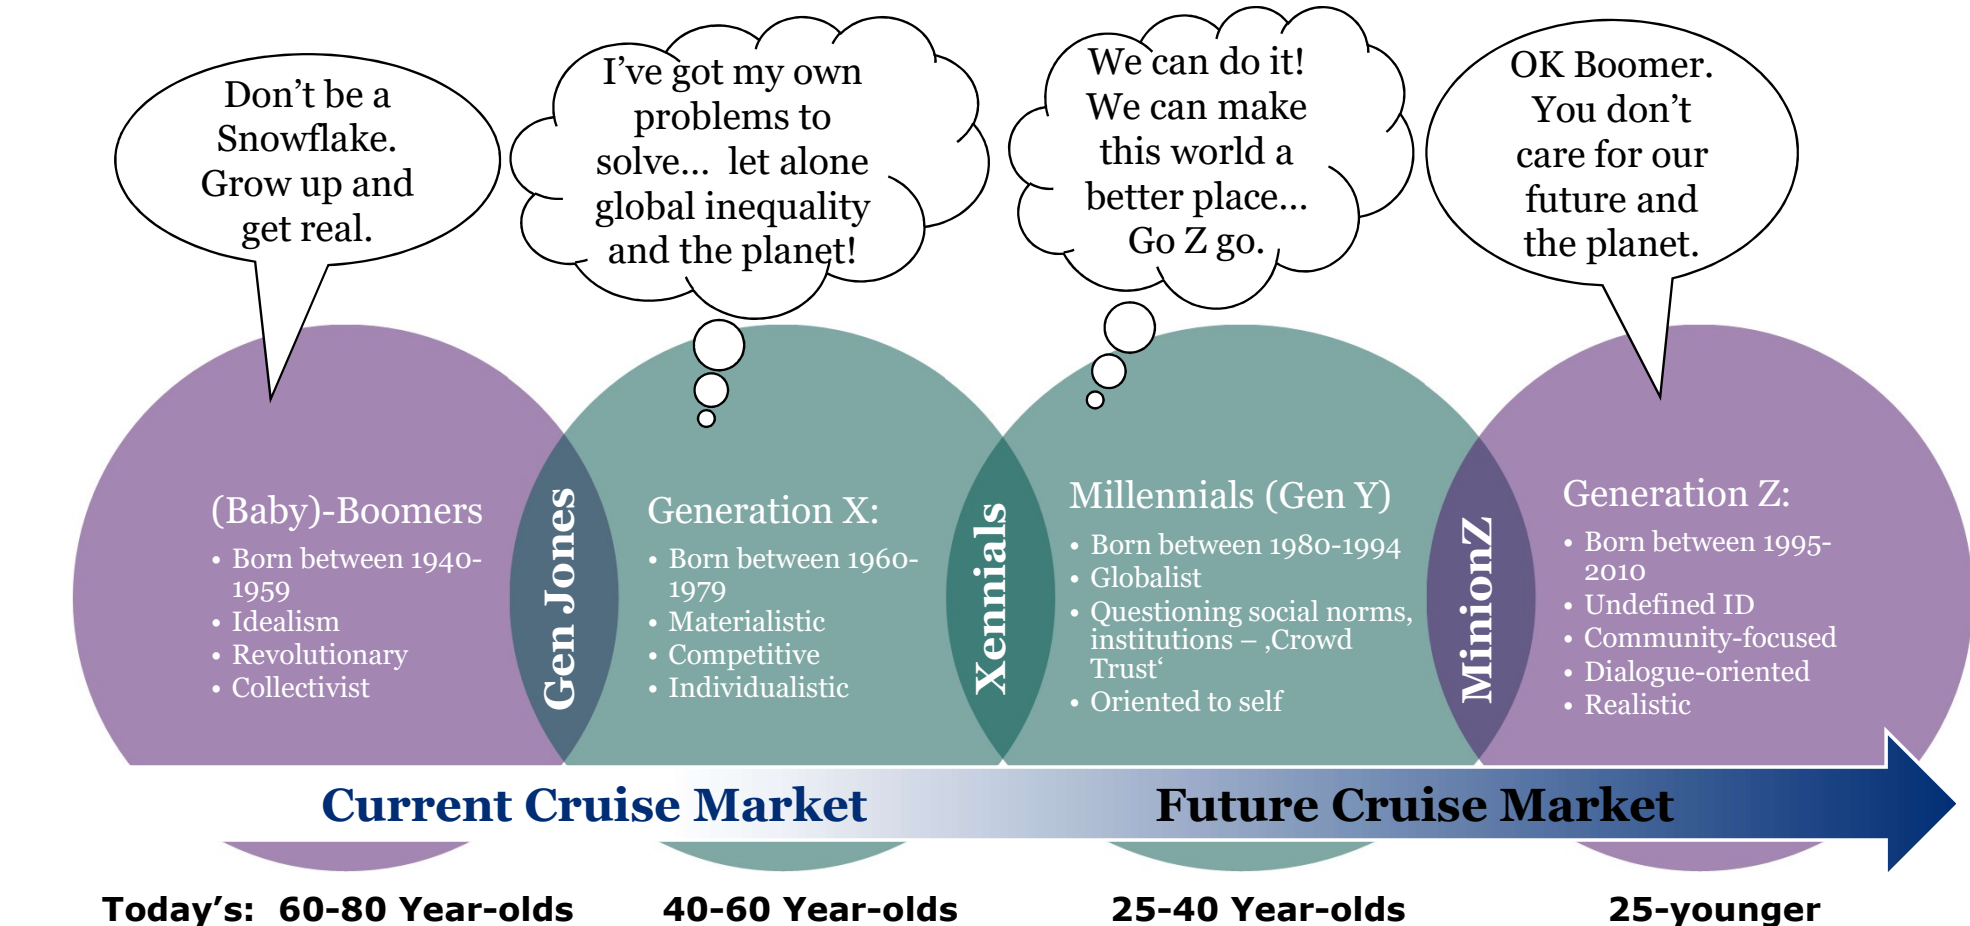 Don’t be a
Snowflake.
Grow up and
get real.
I’ve got my own
problems to
solve... let alone
global inequality
and the planet!
We can do it!
We can make
this world a
better place...
Go Z go.
OK Boomer.
You don’t
care for our
future and
the planet.
(Baby)-Boomers
• Born between 1940-
1959
• Idealism
• Revolutionary
• Collectivist
Gen Jones
Generation X:
• Born between 1960-
1979
• Materialistic
• Competitive
• Individualistic
Xennials
Millennials (Gen Y)
• Born between 1980-1994
• Globalist
• Questioning social norms,
institutions – ‚Crowd
Trust‘
• Oriented to self
MinionZ
Generation Z:
• Born between 1995-
2010
• Undefined ID
• Community-focused
• Dialogue-oriented
• Realistic
Current Cruise Market
Future Cruise Market
Today’s: 60-80 Year-olds
40-60 Year-olds
25-40 Year-olds
25-younger